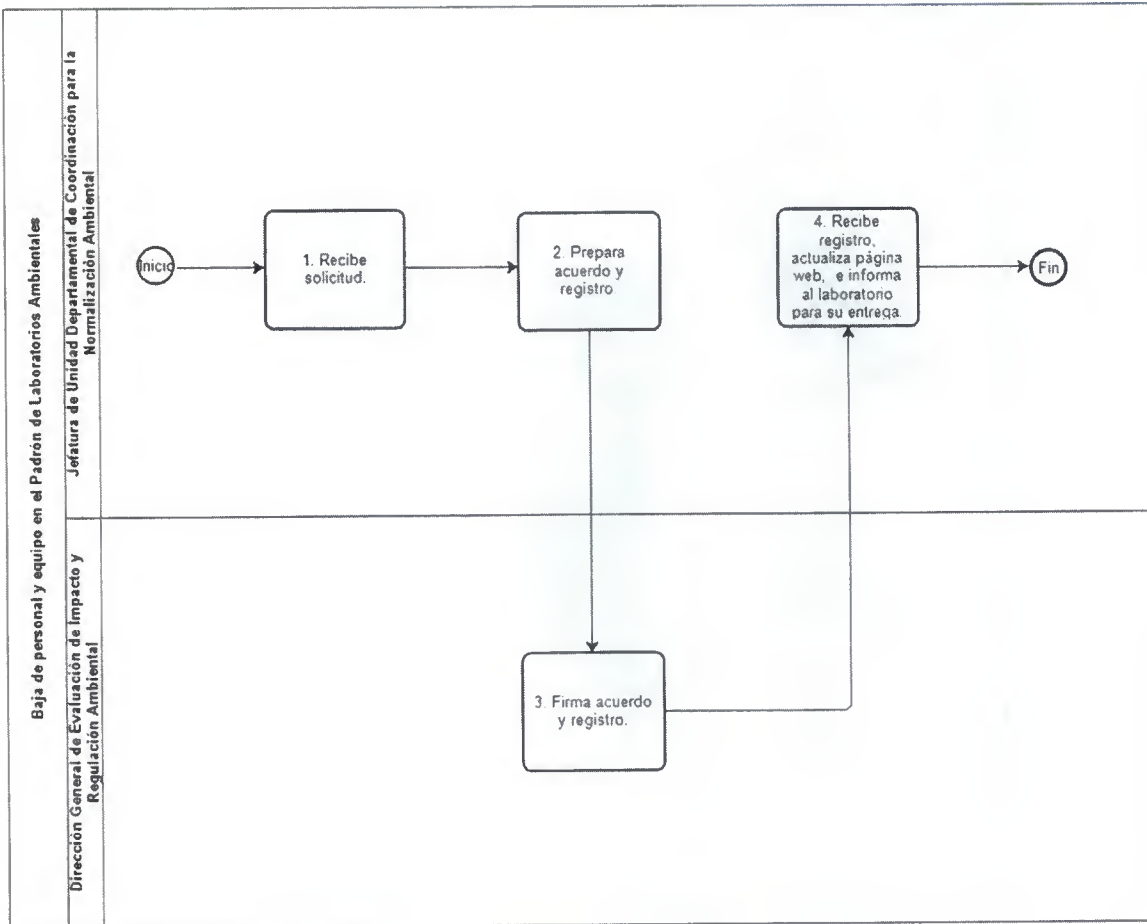 Baja de personal y equipo en el Padrón de Laboratorios Ambientales
Jefatura de Unidad Departamental de Coordinación para la
Normalización Ambiental
Inicio
1. Recibe
solicitud.
2. Prepara
acuerdo y
registro
4. Recibe
registro,
actualiza página
web, e informa
al laboratorio
para su entrega.
Fin
Dirección General de Evaluación de Impacto y
Regulación Ambiental
3. Firma acuerdo
y registro.